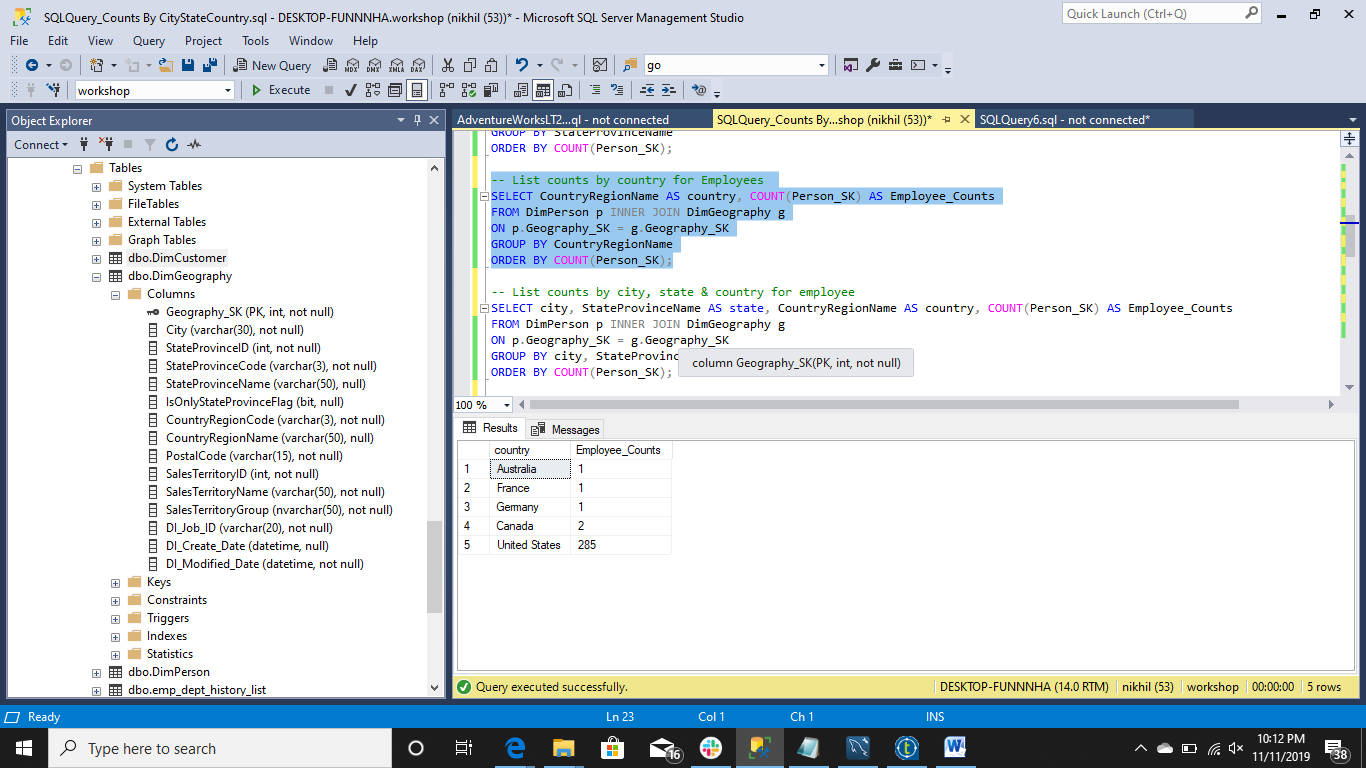 SQLQuery_Counts By CityStateCountry.sql - DESKTOP-FUNNNHA.workshop (nikhil (53))* - Microsoft SQL Server Management Studio
Quick Launch (Ctrl+Q)
File Edit View Query Project Tools Window Help
New Query
MDX DMX XMLA DAX
go
workshop
Execute
Object Explorer
AdventureWorksLT2...ql - not connected
SQLQuery_Counts By...shop (nikhil (53))*
SQLQuery6.sql - not connected*
Connect
Tables
System Tables
FileTables
External Tables
Graph Tables
dbo.DimCustomer
dbo.DimGeography
Columns
Geography_SK (PK, int, not null)
City (varchar(30), not null)
StateProvinceID (int, not null)
StateProvinceCode (varchar(3), not null)
StateProvinceName (varchar(50), null)
IsOnlyStateProvinceFlag (bit, null)
CountryRegionCode (varchar(3), not null)
CountryRegionName (varchar(50), null)
PostalCode (varchar(15), not null)
SalesTerritoryID (int, not null)
SalesTerritoryName (varchar(50), not null)
SalesTerritoryGroup (nvarchar(50), not null)
DI_Job_ID (varchar(20), not null)
DI_Create_Date (datetime, null)
DI_Modified_Date (datetime, not null)
Keys
Constraints
Triggers
Indexes
Statistics
dbo.DimPerson
dbo.emp_dept_history_list
GROUP BY StateProvinceName
ORDER BY COUNT(Person_SK);
-- List counts by country for Employees
SELECT CountryRegionName AS country, COUNT(Person_SK) AS Employee_Counts
FROM DimPerson p INNER JOIN DimGeography g
ON p.Geography_SK = g.Geography_SK
GROUP BY CountryRegionName
ORDER BY COUNT(Person_SK);
-- List counts by city, state & country for employee
SELECT city, StateProvinceName AS state, CountryRegionName AS country, COUNT(Person_SK) AS Employee_Counts
FROM DimPerson p INNER JOIN DimGeography g
ON p.Geography_SK = g.Geography_SK
GROUP BY city, StateProvinc
column Geography_SK(PK, int, not null)
ORDER BY COUNT(Person_SK);
100 %
Results Messages
country Employee_Counts
1 Australia 1
2 France 1
3 Germany 1
4 Canada 2
5 United States 285
Query executed successfully.
DESKTOP-FUNNNHA (14.0 RTM) nikhil (53) workshop 00:00:00 5 rows
Ready
Ln 23 Col 1 Ch 1 INS
Type here to search
16
10:12 PM
11/11/2019
38